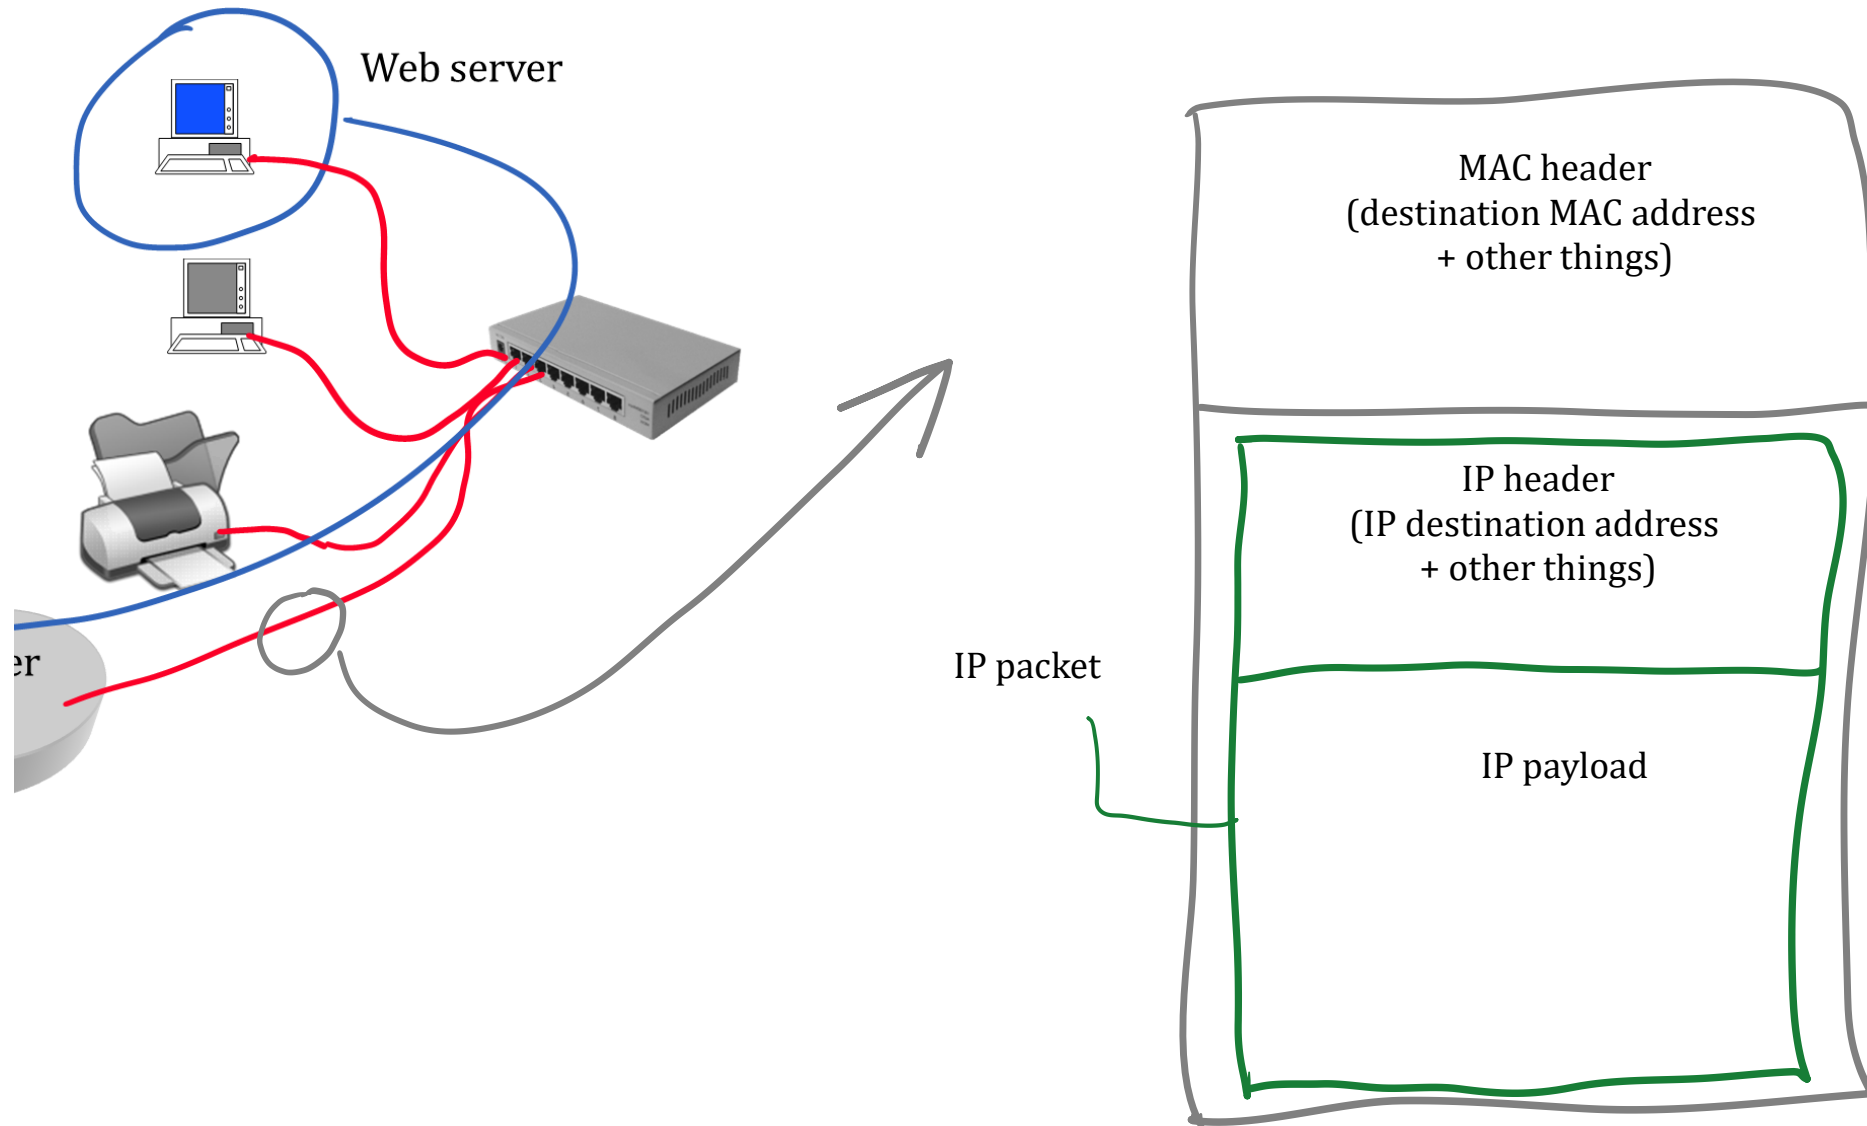 Web server
er
MAC header
(destination MAC address
+ other things)
IP header
(IP destination address
+ other things)
IP packet
IP payload